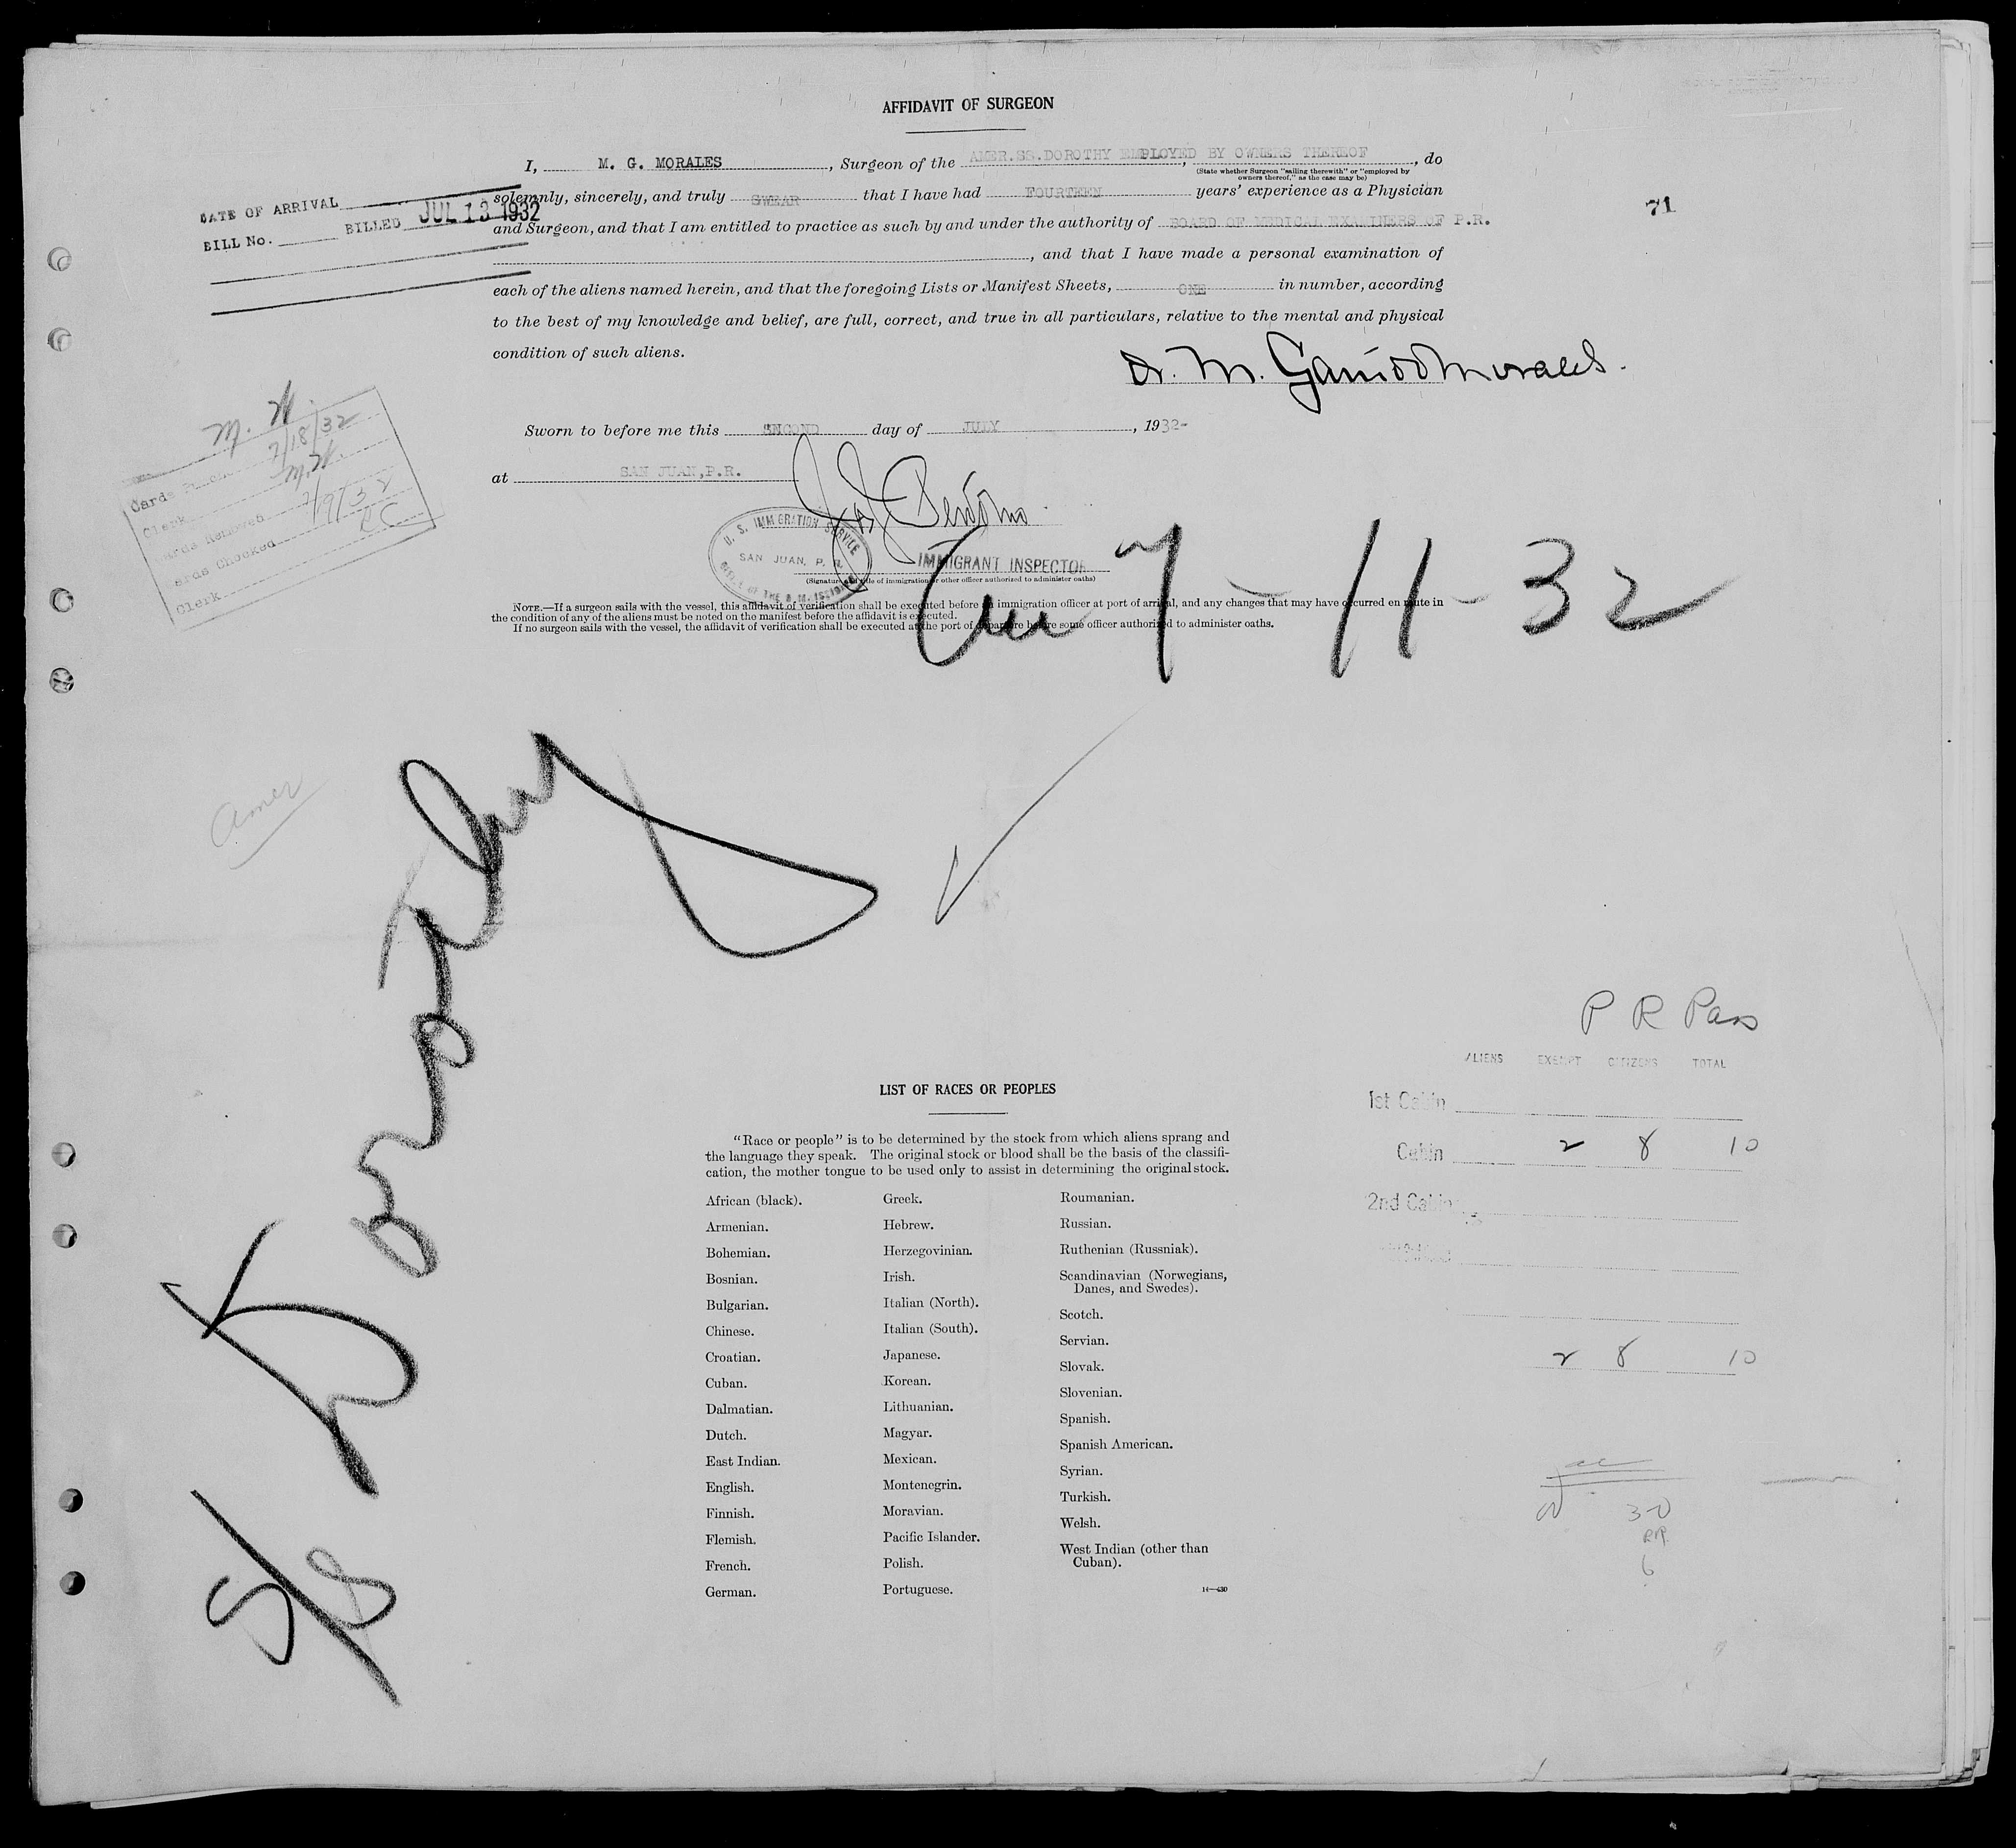 AFFIDAVIT OF SURGEON
I, M. G. MORALES, Surgeon of the AMER.SS.DOROTHY EMPLOYED BY OWNERS THEREOF, do
(State whether Surgeon "sailing therewith" or "employed by
owners thereof," as the case may be)
solemnly, sincerely, and truly SWEAR that I have had FOURTEEN years' experience as a Physician
and Surgeon, and that I am entitled to practice as such by and under the authority of BOARD OF MEDICAL EXAMINERS OF P.R.
, and that I have made a personal examination of
each of the aliens named herein, and that the foregoing Lists or Manifest Sheets, ONE in number, according
to the best of my knowledge and belief, are full, correct, and true in all particulars, relative to the mental and physical
condition of such aliens.
DATE OF ARRIVAL
BILL No. BILLED JUL 13 1932
71
Dr. M. Morales.
Sworn to before me this SECOND day of JULY, 1932-
at SAN JUAN, P.R.
U. S. IMMIGRATION SERVICE
SAN JUAN, P. R.
IMMIGRANT INSPECTOR
(Signature and title of immigration or other officer authorized to administer oaths)
M. H.
7/18/32
Cards
Clerk M.H.
Cards Removed 7/9/32
Cards Checked RC
Clerk
NOTE.—If a surgeon sails with the vessel, this affidavit of verification shall be executed before an immigration officer at port of arrival, and any changes that may have occurred en route in
the condition of any of the aliens must be noted on the manifest before the affidavit is executed.
If no surgeon sails with the vessel, the affidavit of verification shall be executed at the port of departure before some officer authorized to administer oaths.
7-11-32
Amer
S/S Dorothy
P R Pass
ALIENS EXEMPT CITIZENS TOTAL
1st Cabin
Cabin 2 8 10
2nd Cabin
2 8 10
30
6
LIST OF RACES OR PEOPLES
"Race or people" is to be determined by the stock from which aliens sprang and
the language they speak. The original stock or blood shall be the basis of the classifi-
cation, the mother tongue to be used only to assist in determining the original stock.
African (black).
Armenian.
Bohemian.
Bosnian.
Bulgarian.
Chinese.
Croatian.
Cuban.
Dalmatian.
Dutch.
East Indian.
English.
Finnish.
Flemish.
French.
German.
Greek.
Hebrew.
Herzegovinian.
Irish.
Italian (North).
Italian (South).
Japanese.
Korean.
Lithuanian.
Magyar.
Mexican.
Montenegrin.
Moravian.
Pacific Islander.
Polish.
Portuguese.
Roumanian.
Russian.
Ruthenian (Russniak).
Scandinavian (Norwegians,
Danes, and Swedes).
Scotch.
Servian.
Slovak.
Slovenian.
Spanish.
Spanish American.
Syrian.
Turkish.
Welsh.
West Indian (other than
Cuban).
14—430